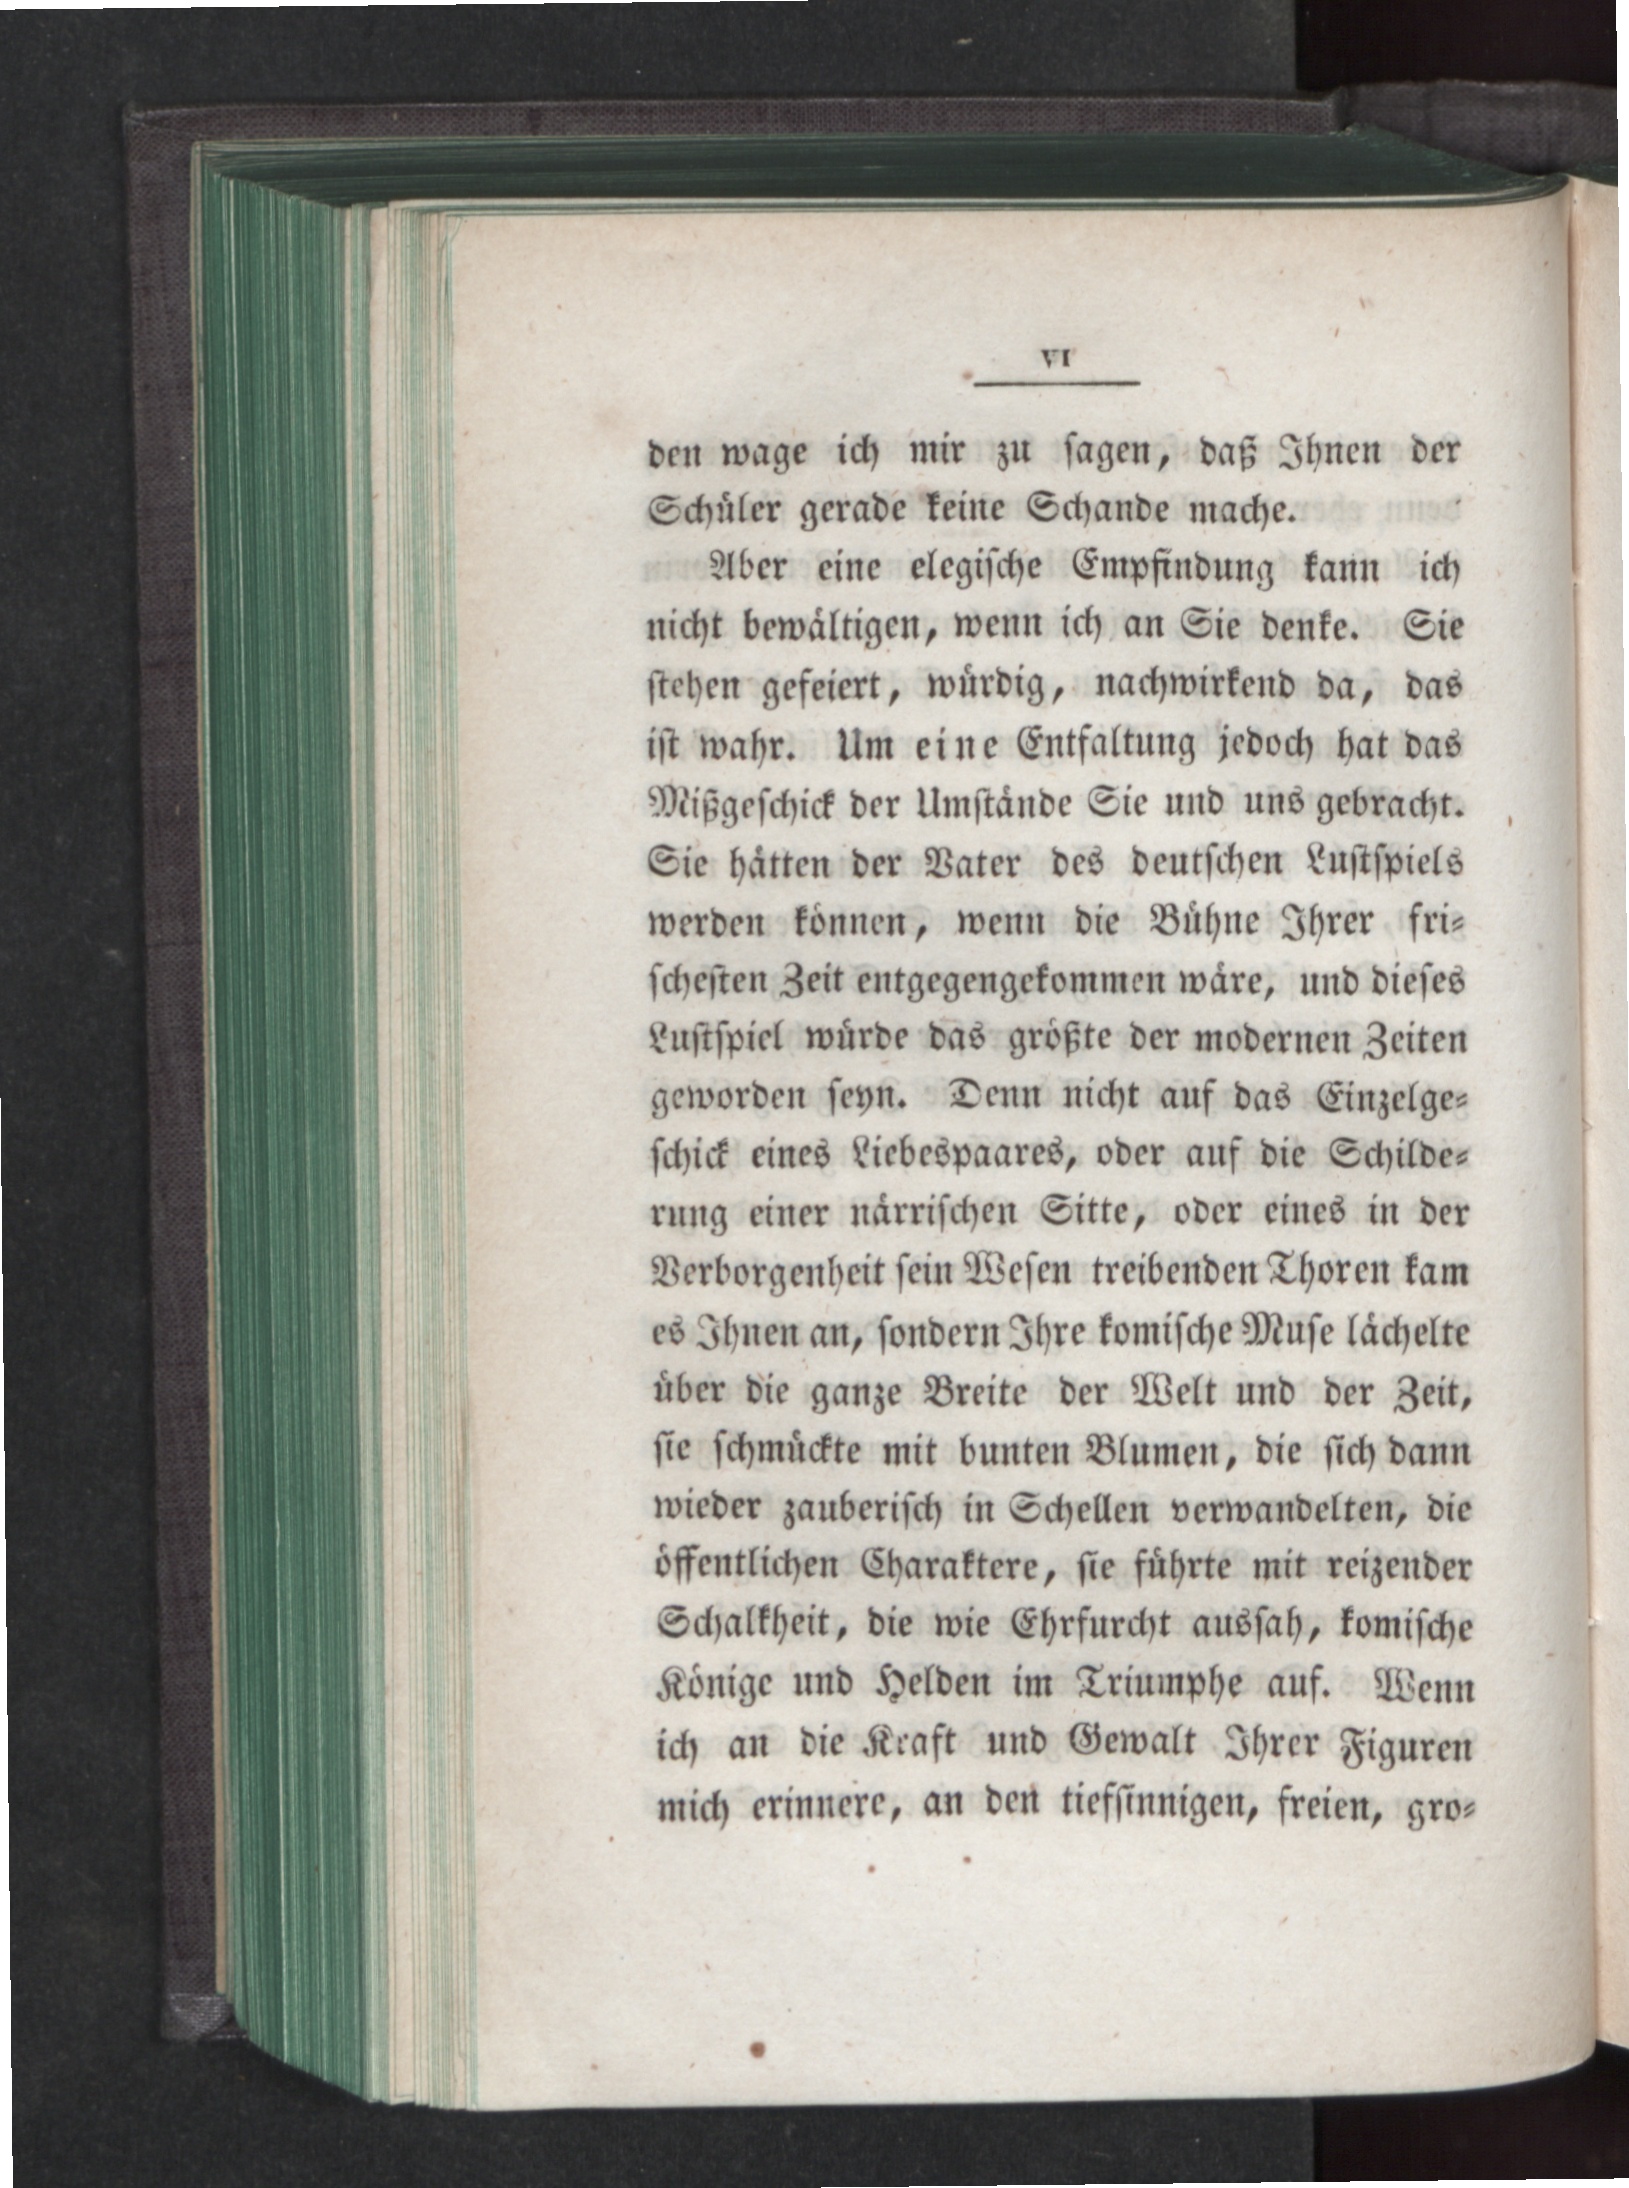 VI
den wage ich mir zu ſagen, daß Ihnen der
Schüler gerade keine Schande mache.
Aber eine elegiſche Empfindung kann ich
nicht bewältigen, wenn ich an Sie denke. Sie
ſtehen gefeiert, würdig, nachwirkend da, das
iſt wahr. Um eine Entfaltung jedoch hat das
Mißgeſchick der Umſtände Sie und uns gebracht.
Sie hätten der Vater des deutſchen Luſtſpiels
werden können, wenn die Bühne Ihrer fri⸗
ſcheſten Zeit entgegengekommen wäre, und dieſes
Luſtſpiel würde das größte der modernen Zeiten
geworden ſeyn. Denn nicht auf das Einzelge⸗
ſchick eines Liebespaares, oder auf die Schilde⸗
rung einer närriſchen Sitte, oder eines in der
Verborgenheit ſein Weſen treibenden Thoren kam
es Ihnen an, ſondern Ihre komiſche Muſe lächelte
über die ganze Breite der Welt und der Zeit,
ſie ſchmückte mit bunten Blumen, die ſich dann
wieder zauberiſch in Schellen verwandelten, die
öffentlichen Charaktere, ſie führte mit reizender
Schalkheit, die wie Ehrfurcht ausſah, komiſche
Könige und Helden im Triumphe auf. Wenn
ich an die Kraft und Gewalt Ihrer Figuren
mich erinnere, an den tiefſinnigen, freien, gro⸗